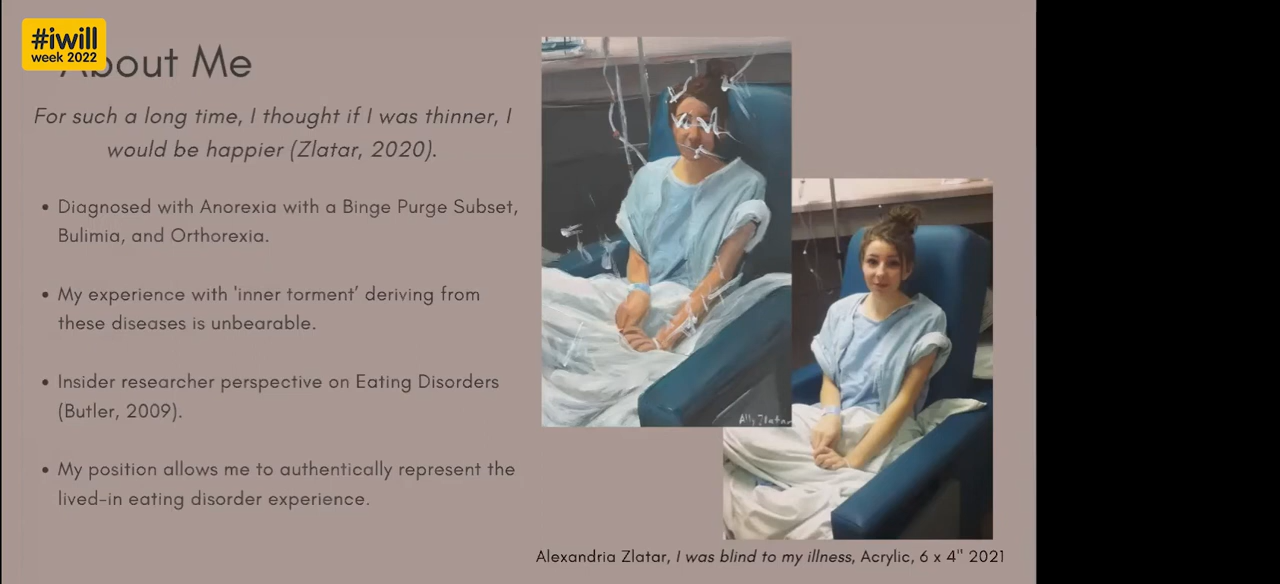 #iwill
week 2022
About Me
For such a long time, I thought if I was thinner, I
would be happier (Zlatar, 2020).
• Diagnosed with Anorexia with a Binge Purge Subset,
Bulimia, and Orthorexia.
• My experience with 'inner torment' deriving from
these diseases is unbearable.
• Insider researcher perspective on Eating Disorders
(Butler, 2009).
• My position allows me to authentically represent the
lived-in eating disorder experience.
Ally Zlatar
Alexandria Zlatar, I was blind to my illness, Acrylic, 6 x 4" 2021